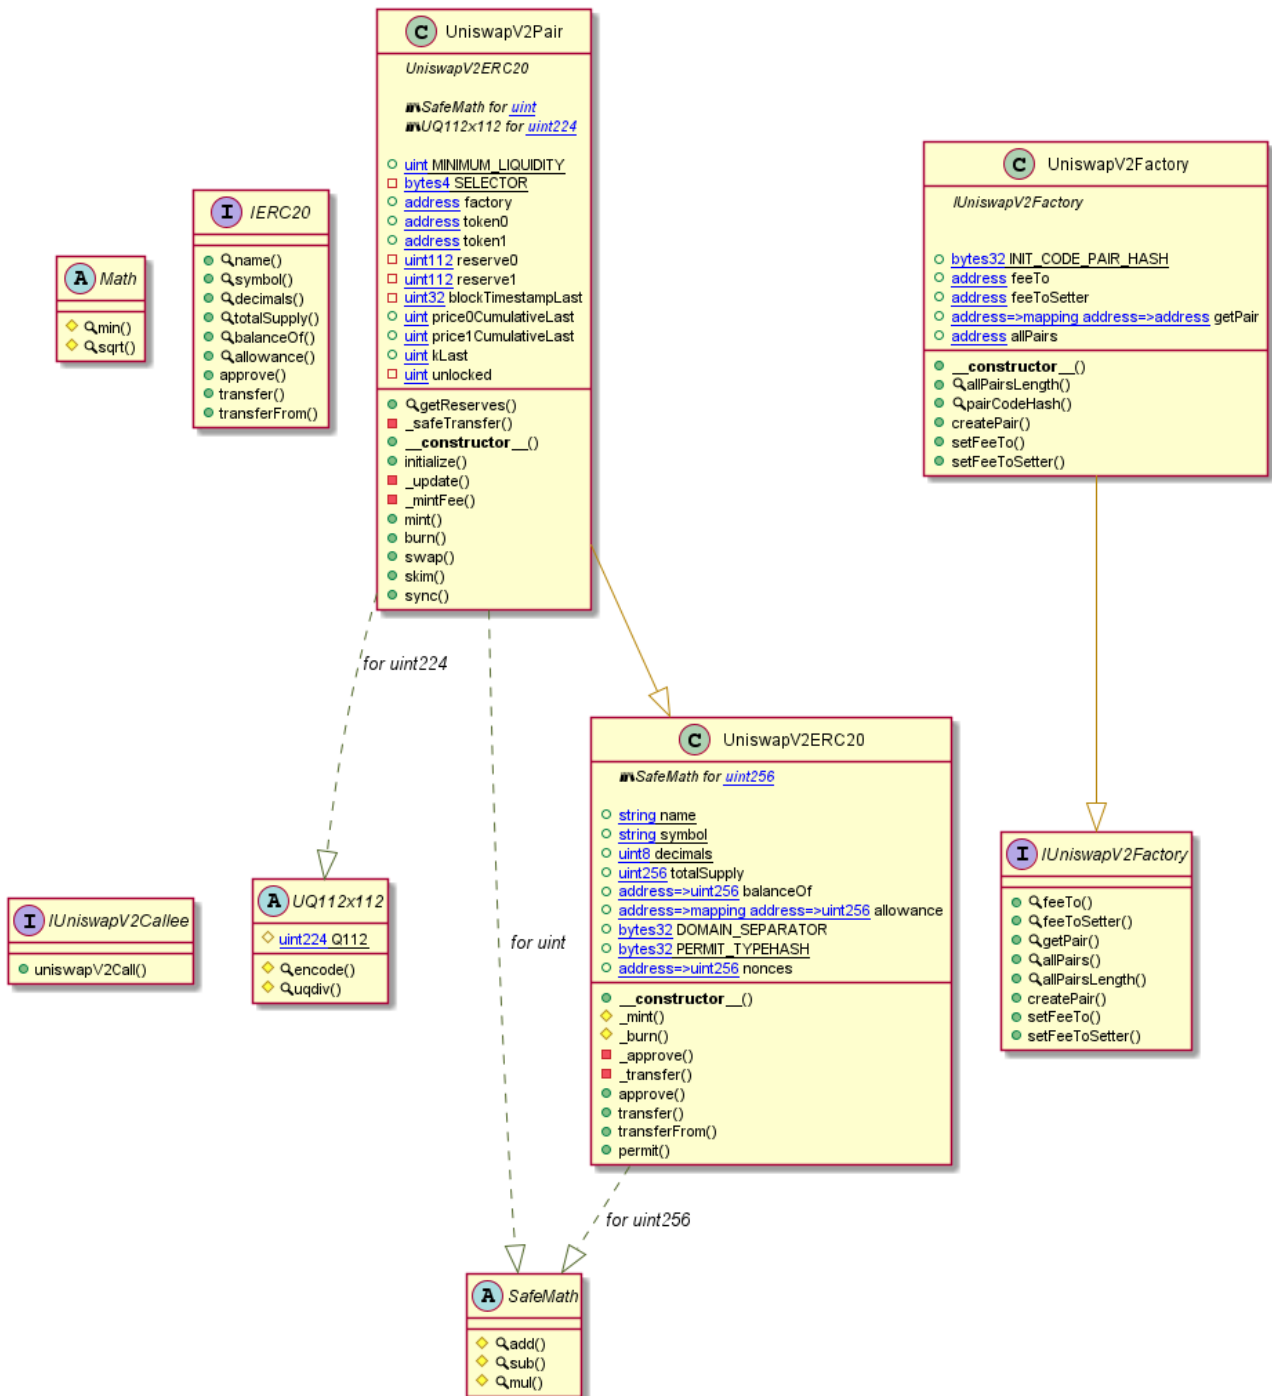 C UniswapV2Pair
UniswapV2ERC20
SafeMath for uint
UQ112x112 for uint224
uint MINIMUM_LIQUIDITY
bytes4 SELECTOR
address factory
address token0
address token1
uint112 reserve0
uint112 reserve1
uint32 blockTimestampLast
uint price0CumulativeLast
uint price1CumulativeLast
uint kLast
uint unlocked
getReserves()
_safeTransfer()
__constructor__()
initialize()
_update()
_mintFee()
mint()
burn()
swap()
skim()
sync()
C UniswapV2Factory
IUniswapV2Factory
bytes32 INIT_CODE_PAIR_HASH
address feeTo
address feeToSetter
address=>mapping address=>address getPair
address allPairs
__constructor__()
allPairsLength()
pairCodeHash()
createPair()
setFeeTo()
setFeeToSetter()
I IERC20
name()
symbol()
decimals()
totalSupply()
balanceOf()
allowance()
approve()
transfer()
transferFrom()
A Math
min()
sqrt()
for uint224
for uint
C UniswapV2ERC20
SafeMath for uint256
string name
string symbol
uint8 decimals
uint256 totalSupply
address=>uint256 balanceOf
address=>mapping address=>uint256 allowance
bytes32 DOMAIN_SEPARATOR
bytes32 PERMIT_TYPEHASH
address=>uint256 nonces
__constructor__()
_mint()
_burn()
_approve()
_transfer()
approve()
transfer()
transferFrom()
permit()
I IUniswapV2Factory
feeTo()
feeToSetter()
getPair()
allPairs()
allPairsLength()
createPair()
setFeeTo()
setFeeToSetter()
I IUniswapV2Callee
uniswapV2Call()
A UQ112x112
uint224 Q112
encode()
uqdiv()
for uint256
A SafeMath
add()
sub()
mul()